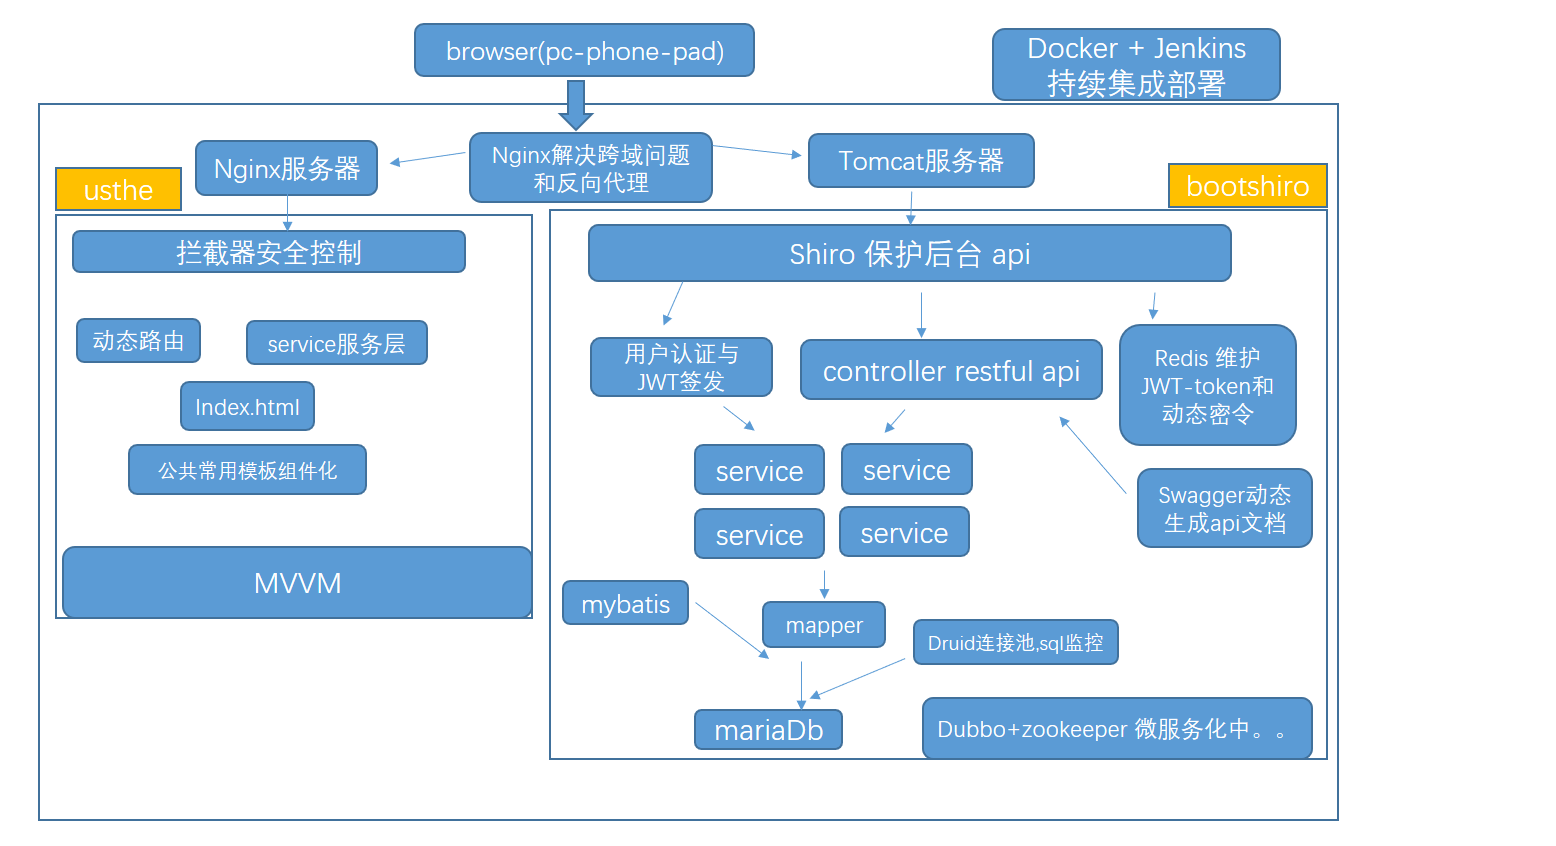 browser(pc-phone-pad)
Docker + Jenkins
持续集成部署
Nginx服务器
Nginx解决跨域问题
和反向代理
Tomcat服务器
usthe
bootshiro
拦截器安全控制
动态路由
service服务层
Index.html
公共常用模板组件化
MVVM
Shiro 保护后台 api
用户认证与
JWT签发
controller restful api
Redis 维护
JWT-token和
动态密令
service
service
service
service
Swagger动态
生成api文档
mybatis
mapper
Druid连接池,sql监控
mariaDb
Dubbo+zookeeper 微服务化中。。